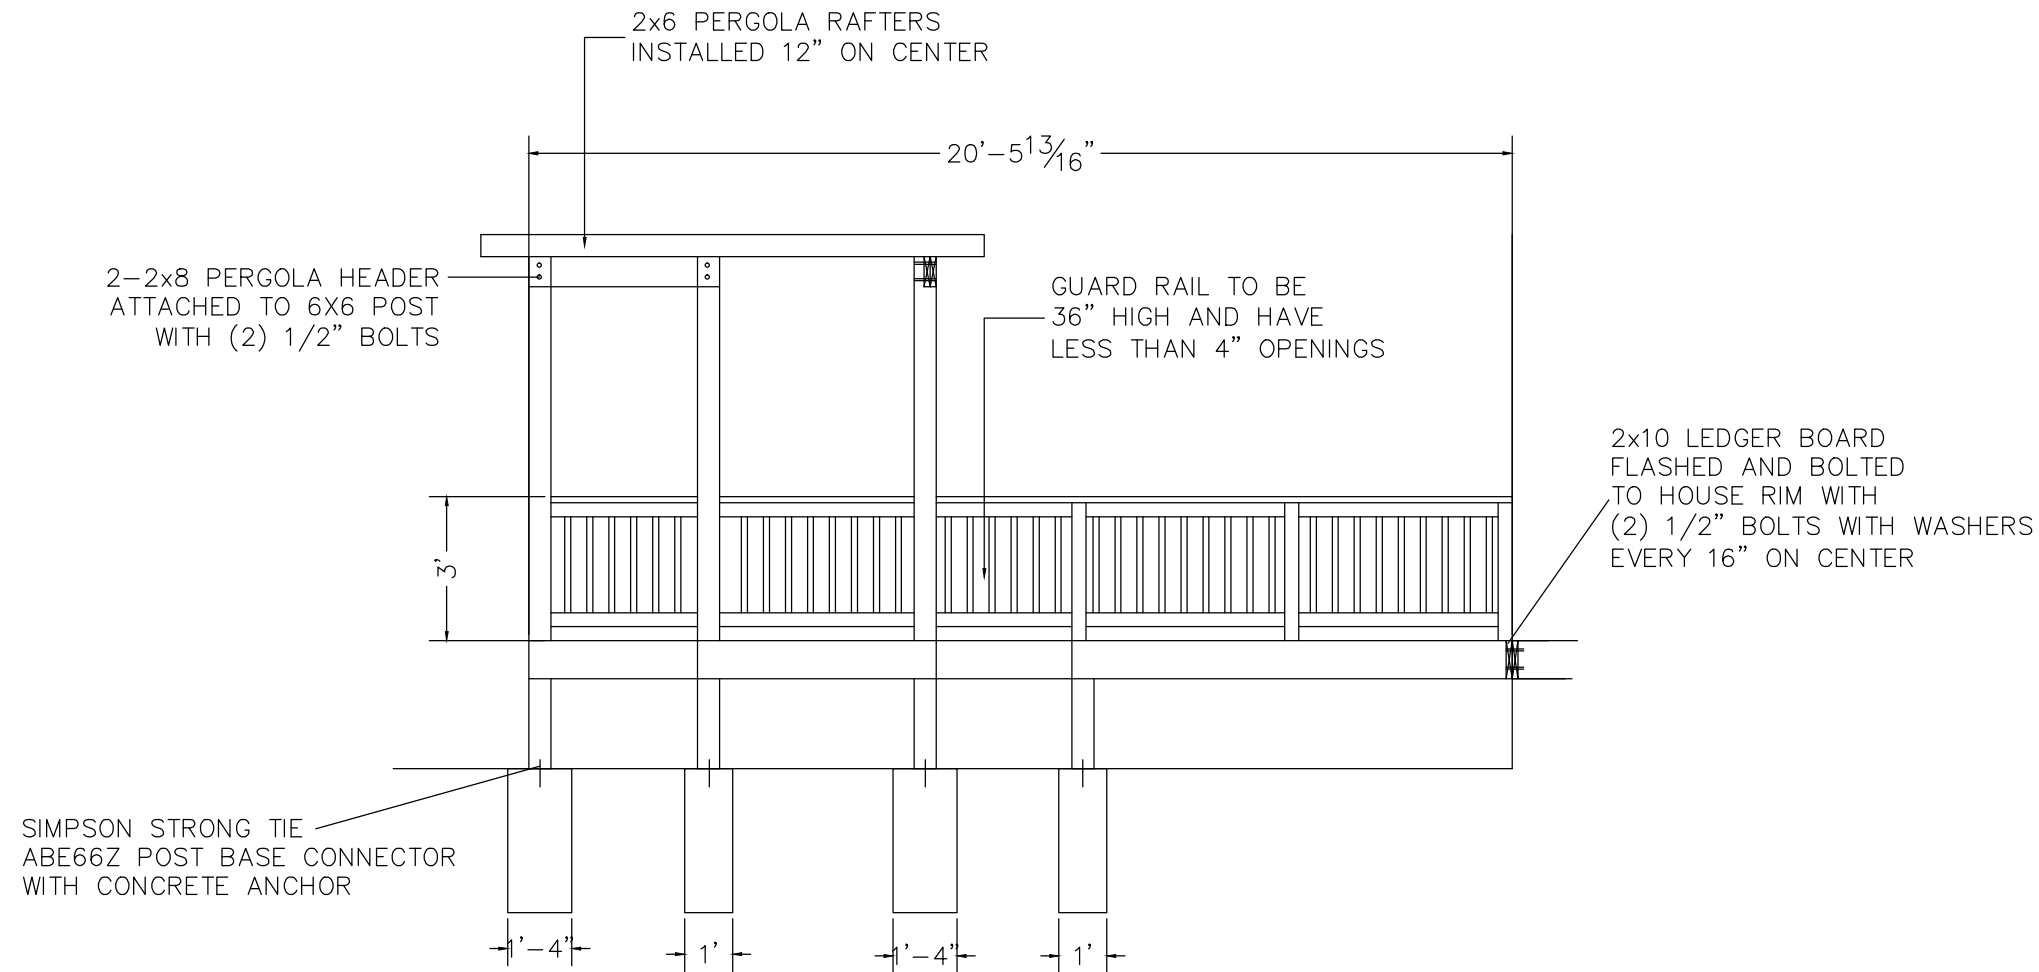 2x6 PERGOLA RAFTERS
INSTALLED 12" ON CENTER
20'-5 13/16"
2-2x8 PERGOLA HEADER
ATTACHED TO 6X6 POST
WITH (2) 1/2" BOLTS
GUARD RAIL TO BE
36" HIGH AND HAVE
LESS THAN 4" OPENINGS
2x10 LEDGER BOARD
FLASHED AND BOLTED
TO HOUSE RIM WITH
(2) 1/2" BOLTS WITH WASHERS
EVERY 16" ON CENTER
3'
SIMPSON STRONG TIE
ABE66Z POST BASE CONNECTOR
WITH CONCRETE ANCHOR
1'-4"
1'
1'-4"
1'